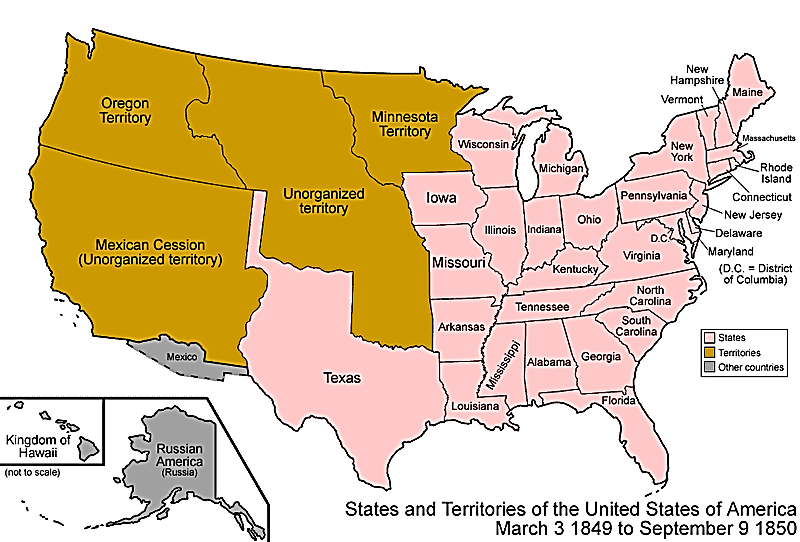 New
Hampshire
Vermont
Maine
Oregon
Territory
Minnesota
Territory
Massachusetts
Wisconsin
New
York
Michigan
Rhode
Island
Unorganized
territory
Iowa
Pennsylvania
Connecticut
New Jersey
Ohio
Illinois
Indiana
Delaware
D.C.
Mexican Cession
(Unorganized territory)
Maryland
Virginia
Missouri
Kentucky
(D.C. = District
of Columbia)
North
Carolina
Tennessee
South
Carolina
Arkansas
States
Territories
Other countries
Mexico
Mississippi
Alabama
Georgia
Texas
Louisiana
Florida
Kingdom of
Hawaii
(not to scale)
Russian
America
(Russia)
States and Territories of the United States of America
March 3 1849 to September 9 1850